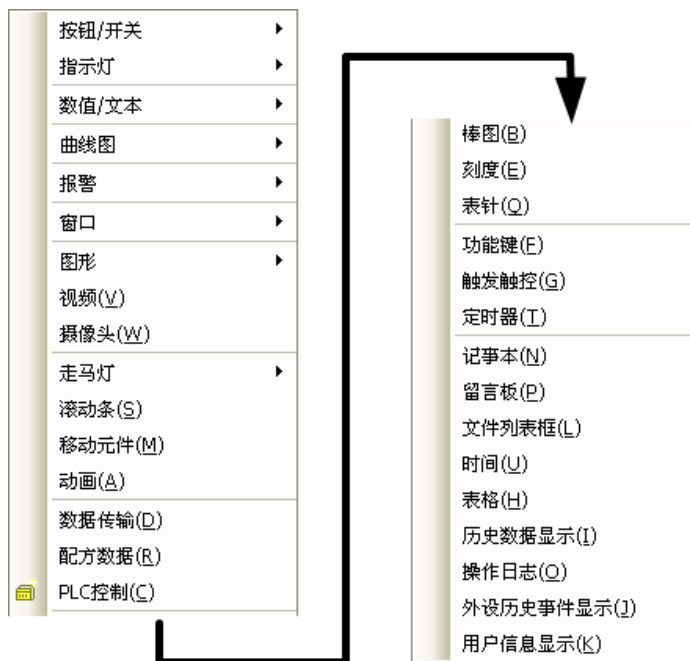 按钮/开关
指示灯
数值/文本
曲线图
报警
窗口
图形
视频(V)
摄像头(W)
走马灯
滚动条(S)
移动元件(M)
动画(A)
数据传输(D)
配方数据(R)
PLC控制(C)
棒图(B)
刻度(E)
表针(Q)
功能键(F)
触发触控(G)
定时器(T)
记事本(N)
留言板(P)
文件列表框(L)
时间(U)
表格(H)
历史数据显示(I)
操作日志(O)
外设历史事件显示(J)
用户信息显示(K)